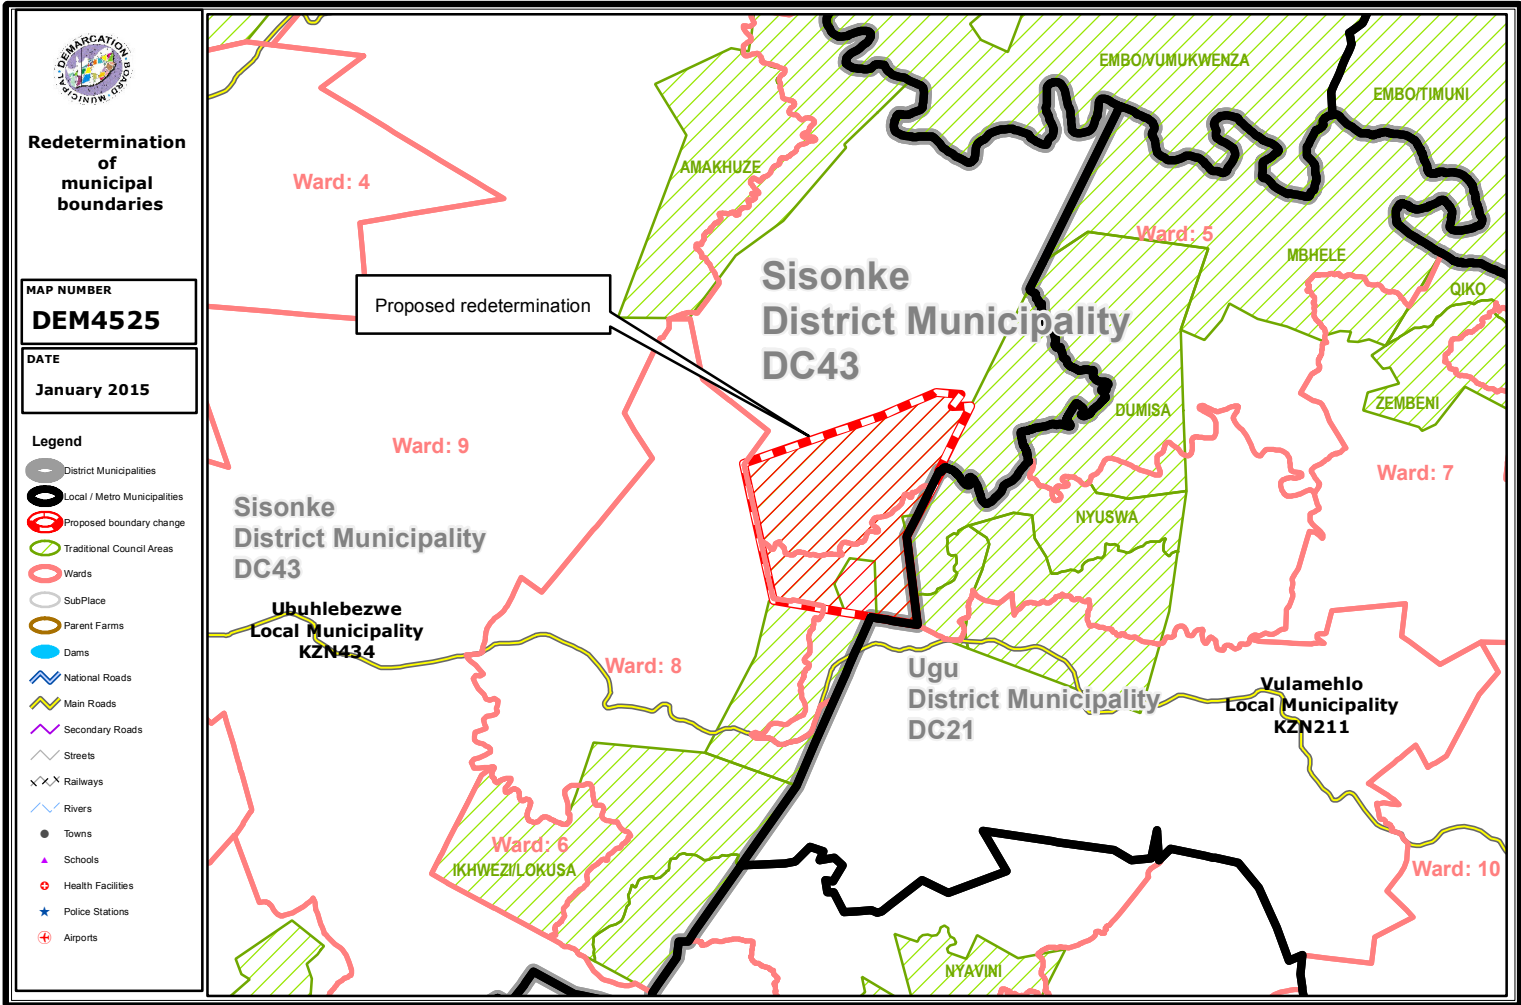 DEMARCATION · BOARD · MUNICIPAL ·
Redetermination
of
municipal
boundaries
MAP NUMBER
DEM4525
DATE
January 2015
Legend
District Municipalities
Local / Metro Municipalities
Proposed boundary change
Traditional Council Areas
Wards
SubPlace
Parent Farms
Dams
National Roads
Main Roads
Secondary Roads
Streets
Railways
Rivers
Towns
Schools
Health Facilities
Police Stations
Airports
EMBO/VUMUKWENZA
EMBO/TIMUNI
AMAKHUZE
Ward: 4
Ward: 5
MBHELE
QIKO
Sisonke
District Municipality
DC43
Proposed redetermination
ZEMBENI
DUMISA
Ward: 9
Ward: 7
Sisonke
District Municipality
DC43
NYUSWA
Ubuhlebezwe
Local Municipality
KZN434
Ward: 8
Ugu
District Municipality
DC21
Vulamehlo
Local Municipality
KZN211
Ward: 6
IKHWEZI/LOKUSA
Ward: 10
NYAVINI